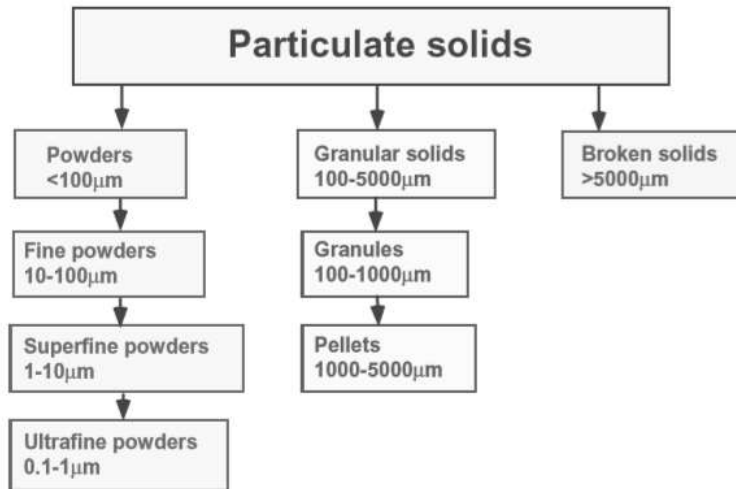 Particulate solids
Powders
<100μm
Granular solids
100-5000μm
Broken solids
>5000μm
Fine powders
10-100μm
Granules
100-1000μm
Superfine powders
1-10μm
Pellets
1000-5000μm
Ultrafine powders
0.1-1μm